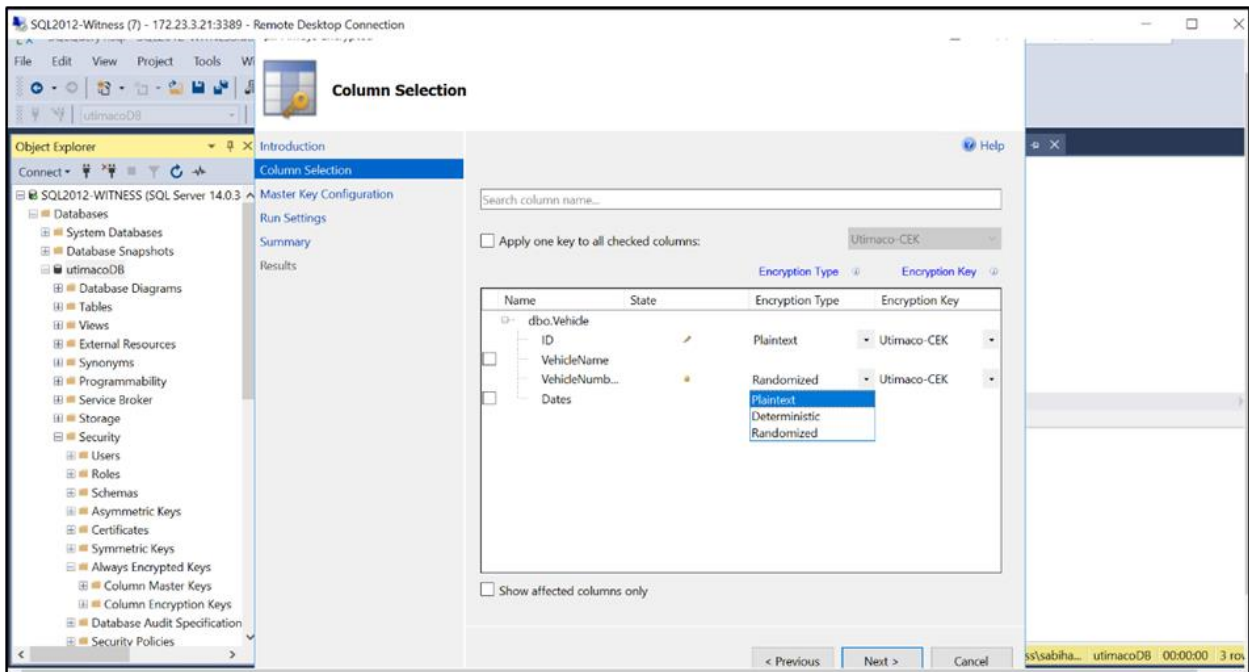 SQL2012-Witness (7) - 172.23.3.21:3389 - Remote Desktop Connection
File Edit View Project Tools
utimacoDB
Column Selection
Object Explorer
Connect
SQL2012-WITNESS (SQL Server 14.0.3
Databases
System Databases
Database Snapshots
utimacoDB
Database Diagrams
Tables
Views
External Resources
Synonyms
Programmability
Service Broker
Storage
Security
Users
Roles
Schemas
Asymmetric Keys
Certificates
Symmetric Keys
Always Encrypted Keys
Column Master Keys
Column Encryption Keys
Database Audit Specification
Security Policies
Introduction
Column Selection
Master Key Configuration
Run Settings
Summary
Results
Help
Search column name...
Apply one key to all checked columns: Utimaco-CEK
Encryption Type Encryption Key
Name State Encryption Type Encryption Key
dbo.Vehicle
ID Plaintext Utimaco-CEK
VehicleName
VehicleNumb... Randomized Utimaco-CEK
Dates Plaintext
Deterministic
Randomized
Show affected columns only
< Previous Next > Cancel
ss\sabiha... utimacoDB 00:00:00